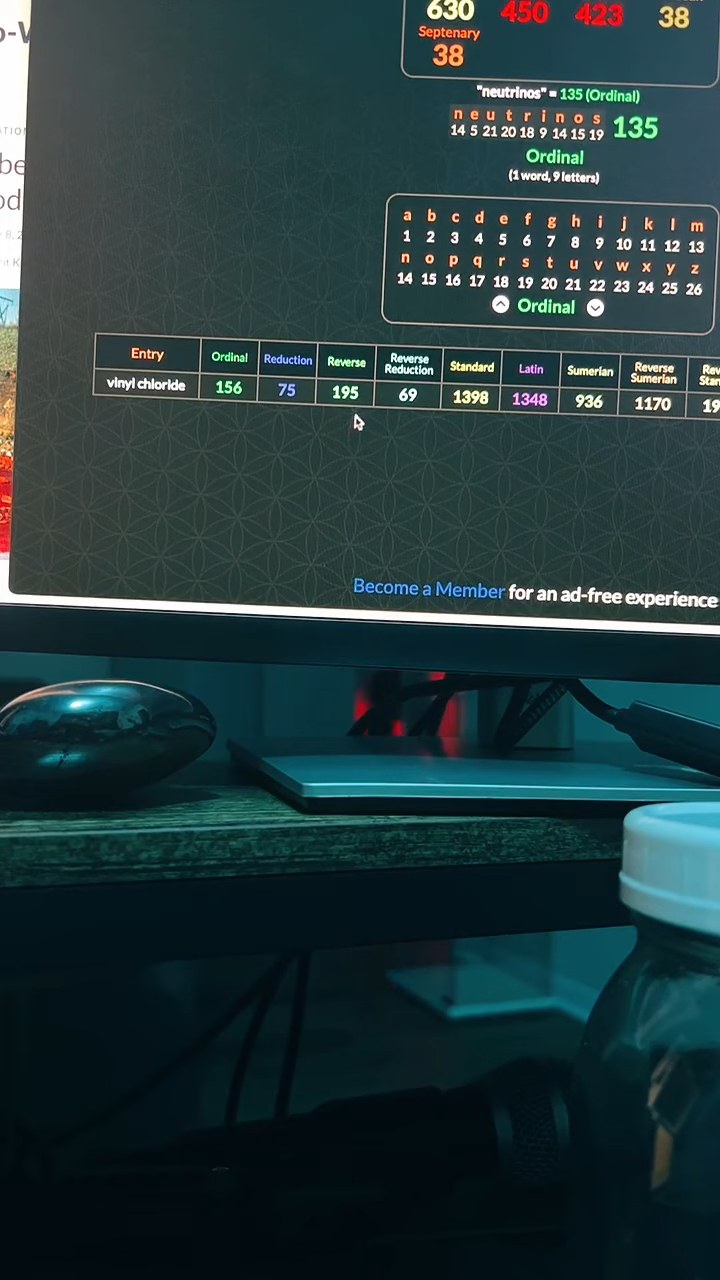 630 450 423 38
Septenary
38
"neutrinos" = 135 (Ordinal)
n e u t r i n o s 135
14 5 21 20 18 9 14 15 19
Ordinal
(1 word, 9 letters)
a b c d e f g h i j k l m
1 2 3 4 5 6 7 8 9 10 11 12 13
n o p q r s t u v w x y z
14 15 16 17 18 19 20 21 22 23 24 25 26
Ordinal
Entry Ordinal Reduction Reverse Reverse Reduction Standard Latin Sumerian Reverse Sumerian
vinyl chloride 156 75 195 69 1398 1348 936 1170
Become a Member for an ad-free experience